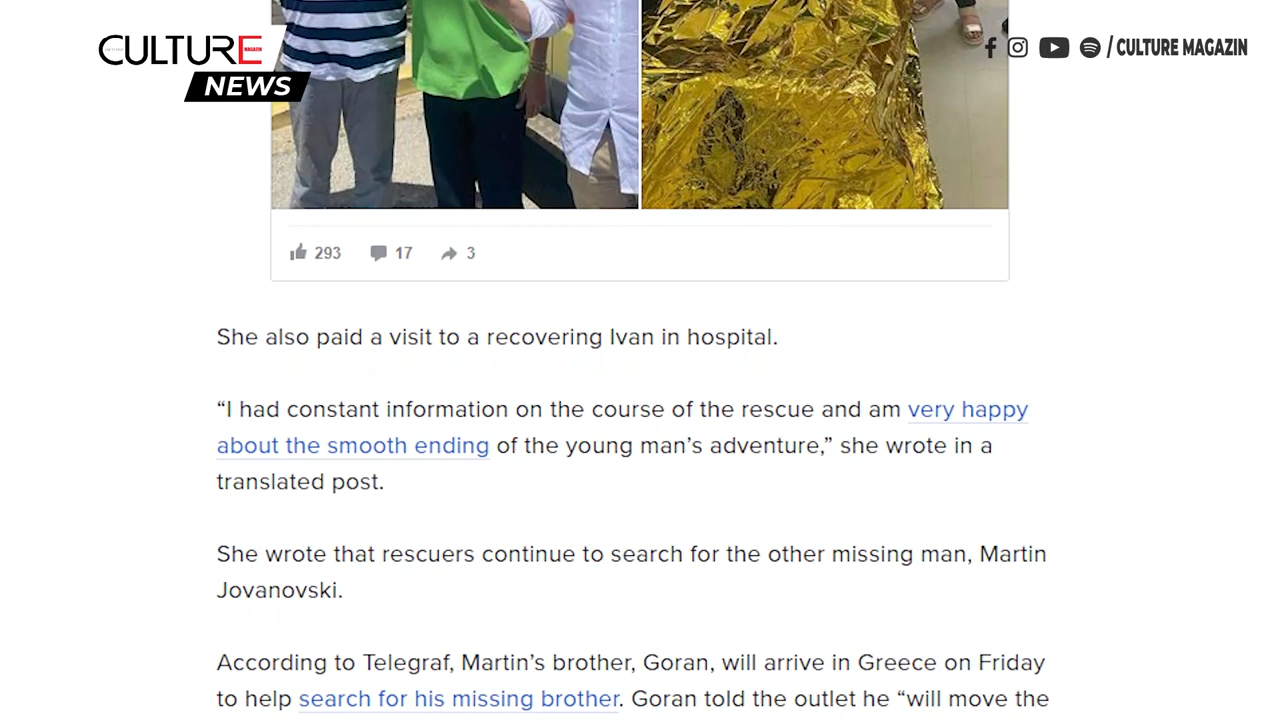 CULTURE
NEWS
/ CULTURE MAGAZIN
293 17 3
She also paid a visit to a recovering Ivan in hospital.
“I had constant information on the course of the rescue and am very happy
about the smooth ending of the young man’s adventure,” she wrote in a
translated post.
She wrote that rescuers continue to search for the other missing man, Martin
Jovanovski.
According to Telegraf, Martin’s brother, Goran, will arrive in Greece on Friday
to help search for his missing brother. Goran told the outlet he “will move the